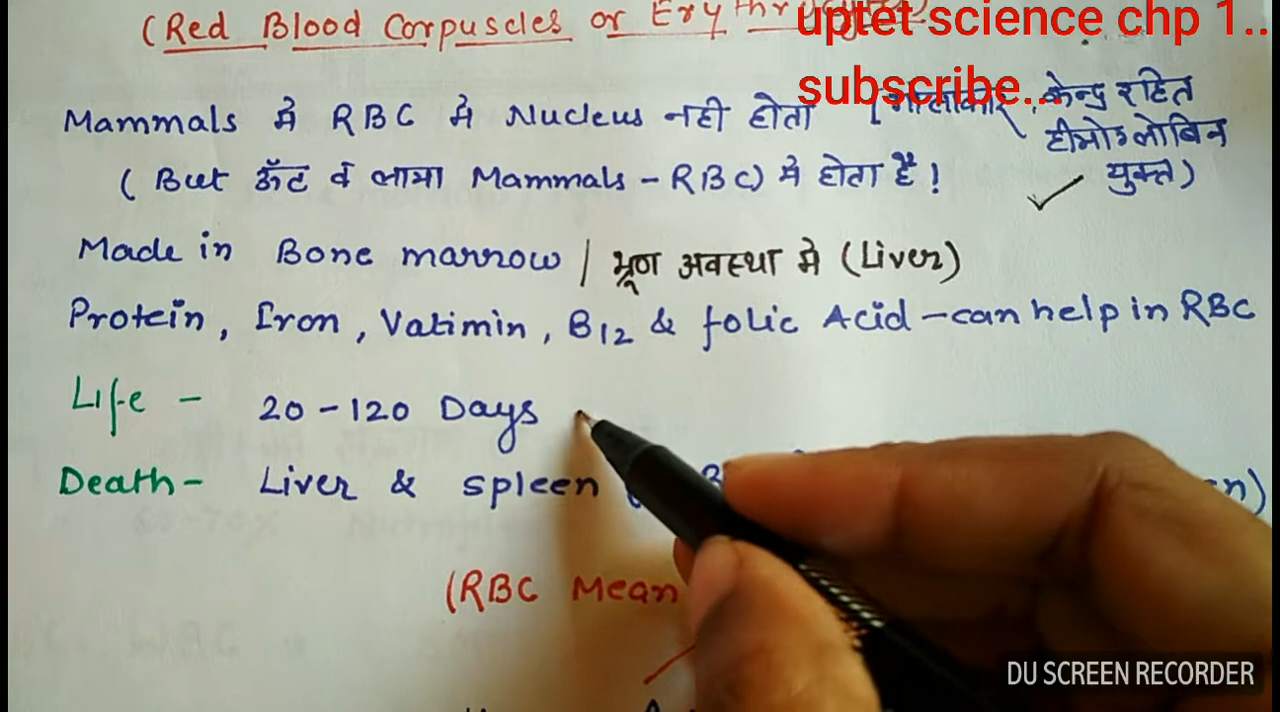 (Red Blood Corpuscles or
uptet science chp 1..
subscribe...
Mammals मे RBC मे Nucleus नही होता
केन्द्र रहित
हीमोग्लोबिन
युक्त)
( But ऊँट व लामा Mammals - RBC) मे होता है !
Made in Bone marrow / भ्रूण अवस्था मे (Liver)
Protein, Iron, Vatimin, B12 & folic Acid - can help in RBC
Life - 20 - 120 Days
Death - Liver & spleen
(RBC Mean
DU SCREEN RECORDER